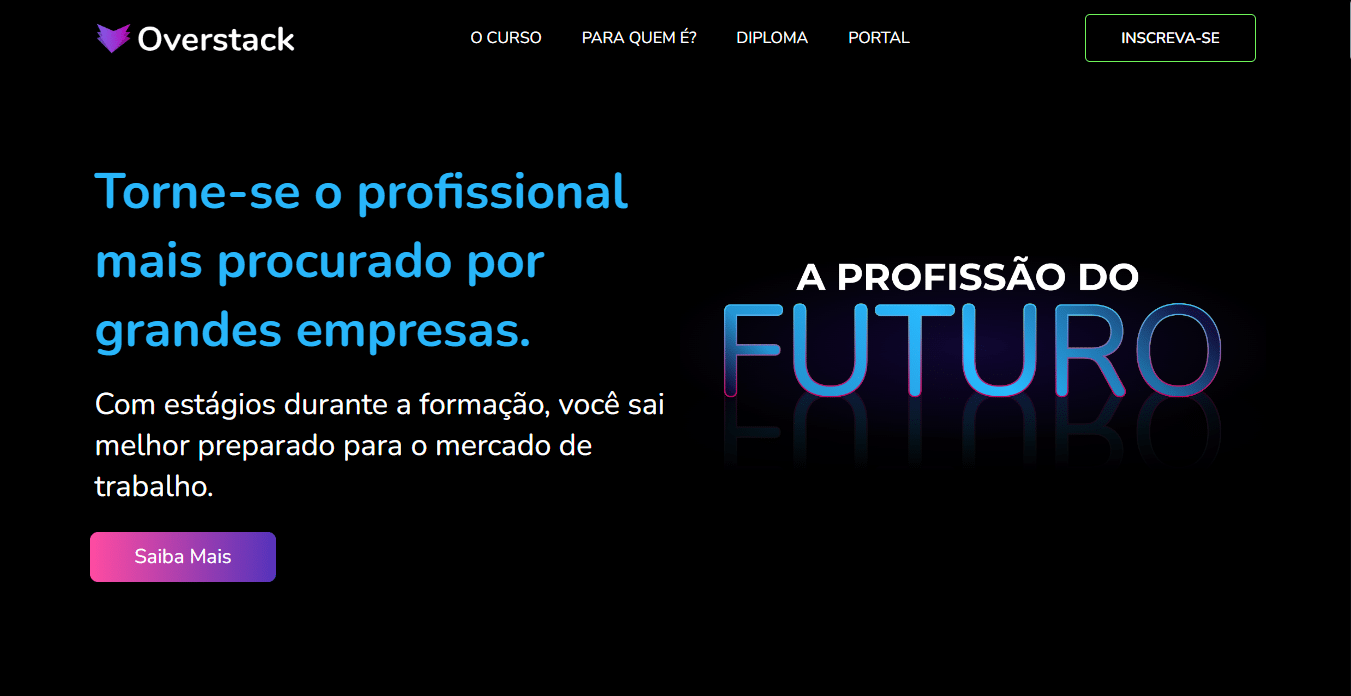 Overstack
O CURSO
PARA QUEM É?
DIPLOMA
PORTAL
INSCREVA-SE
Torne-se o profissional
mais procurado por
grandes empresas.
Com estágios durante a formação, você sai
melhor preparado para o mercado de
trabalho.
Saiba Mais
A PROFISSÃO DO
FUTURO